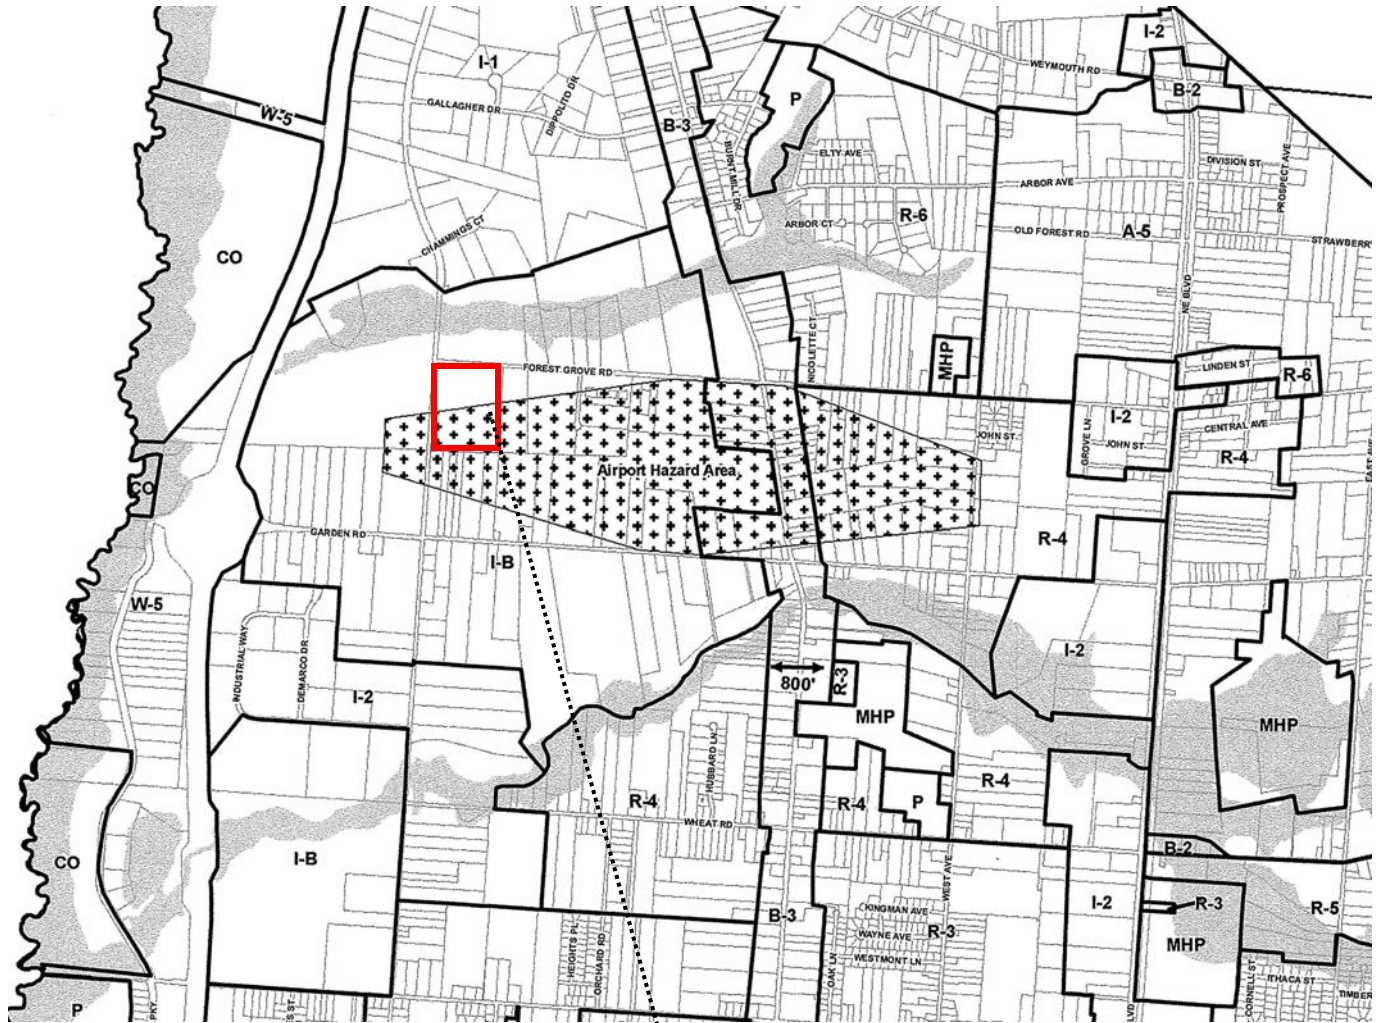 I-2
WEYMOUTH RD
I-1
B-2
GALLAGHER DR
DIPPOLITO DR
P
W-5
B-3
BURNT MILL DR
ELTY AVE
DIVISION ST
PROSPECT AVE
ARBOR AVE
ARBOR CT
R-6
OLD FOREST RD
A-5
STRAWBERRY
CHAMMINGS CT
CO
NE BLVD
NICOLETTE CT
MHP
LINDEN ST
R-6
FOREST GROVE RD
I-2
CENTRAL AVE
JOHN ST
GROVE LN
JOHN ST
R-4
EAST AVE
Airport Hazard Area
CO
GARDEN RD
I-B
R-4
W-5
INDUSTRIAL WAY
DEMARCO DR
I-2
800'
R-3
I-2
MHP
MHP
HUBBARD LN
R-4
R-4
P
R-4
WHEAT RD
I-B
CO
B-2
WEST AVE
B-3
KINGMAN AVE
WAYNE AVE
R-3
WESTMONT LN
OAK LN
I-2
R-3
R-5
MHP
HEIGHTS PL
ORCHARD RD
CORNELL ST
ITHACA ST
TIMBER
P
PKY
S ST
LVD